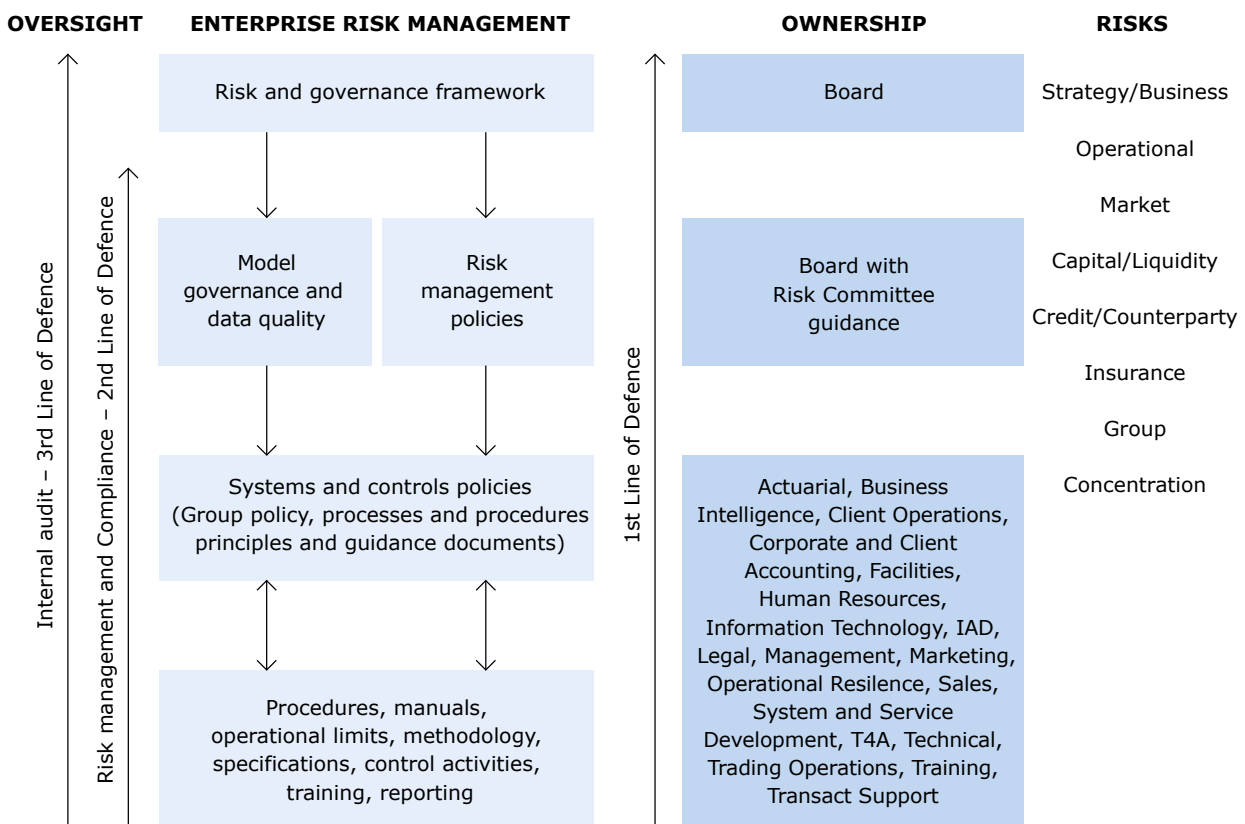 OVERSIGHT
ENTERPRISE RISK MANAGEMENT
OWNERSHIP
RISKS
Internal audit – 3rd Line of Defence
Risk management and Compliance – 2nd Line of Defence
Risk and governance framework
Model
governance and
data quality
Risk
management
policies
Systems and controls policies
(Group policy, processes and procedures
principles and guidance documents)
Procedures, manuals,
operational limits, methodology,
specifications, control activities,
training, reporting
1st Line of Defence
Board
Board with
Risk Committee
guidance
Actuarial, Business
Intelligence, Client Operations,
Corporate and Client
Accounting, Facilities,
Human Resources,
Information Technology, IAD,
Legal, Management, Marketing,
Operational Resilence, Sales,
System and Service
Development, T4A, Technical,
Trading Operations, Training,
Transact Support
Strategy/Business
Operational
Market
Capital/Liquidity
Credit/Counterparty
Insurance
Group
Concentration